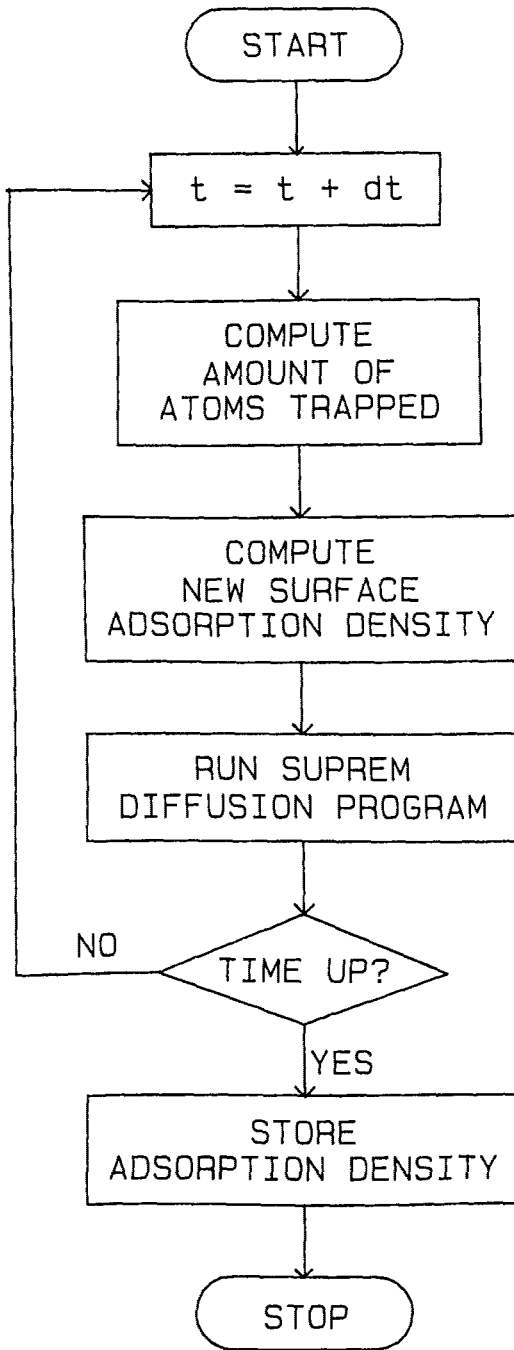 START
t = t + dt
COMPUTE
AMOUNT OF
ATOMS TRAPPED
COMPUTE
NEW SURFACE
ADSORPTION DENSITY
RUN SUPREM
DIFFUSION PROGRAM
NO
TIME UP?
YES
STORE
ADSORPTION DENSITY
STOP